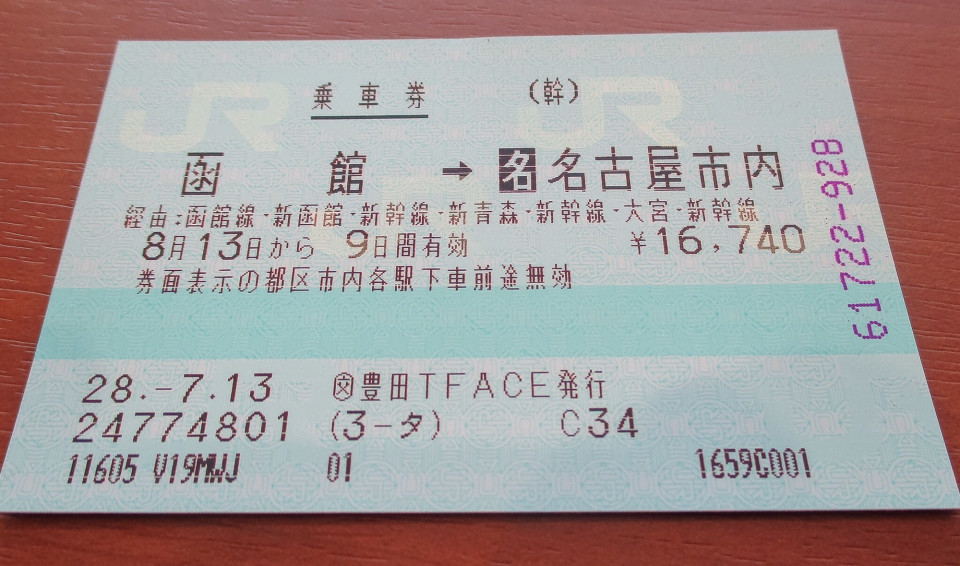 乗車券 (幹)
函館 → 名 名古屋市内
経由:函館線・新函館・新幹線・新青森・新幹線・大宮・新幹線
8月13日から 9日間有効 ¥16,740
券面表示の都区市内各駅下車前途無効
61722-928
28.-7.13 豊田TFACE発行
24774801 (3-タ) C34
11605 V19MWJ 01 1659C001
JR JR